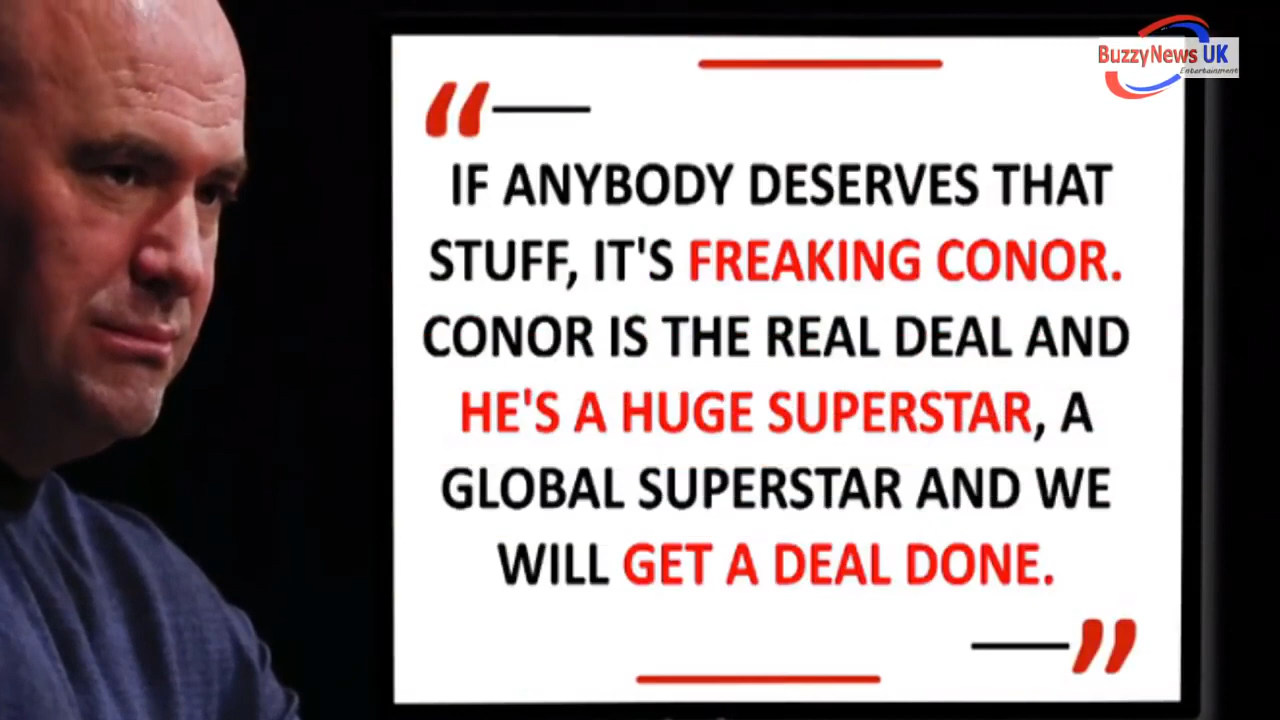 BuzzyNews UK
Entertainment
“
IF ANYBODY DESERVES THAT
STUFF, IT'S FREAKING CONOR.
CONOR IS THE REAL DEAL AND
HE'S A HUGE SUPERSTAR, A
GLOBAL SUPERSTAR AND WE
WILL GET A DEAL DONE.
”